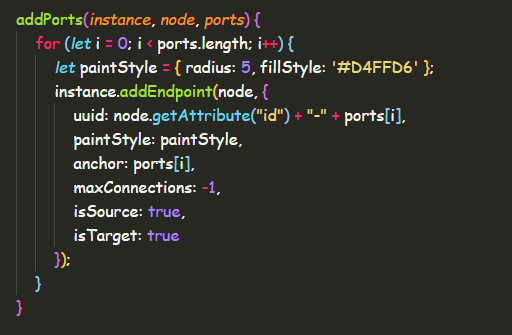 addPorts(instance, node, ports) {
for (let i = 0; i < ports.length; i++) {
let paintStyle = { radius: 5, fillStyle: '#D4FFD6' };
instance.addEndpoint(node, {
uuid: node.getAttribute("id") + "-" + ports[i],
paintStyle: paintStyle,
anchor: ports[i],
maxConnections: -1,
isSource: true,
isTarget: true
});
}
}